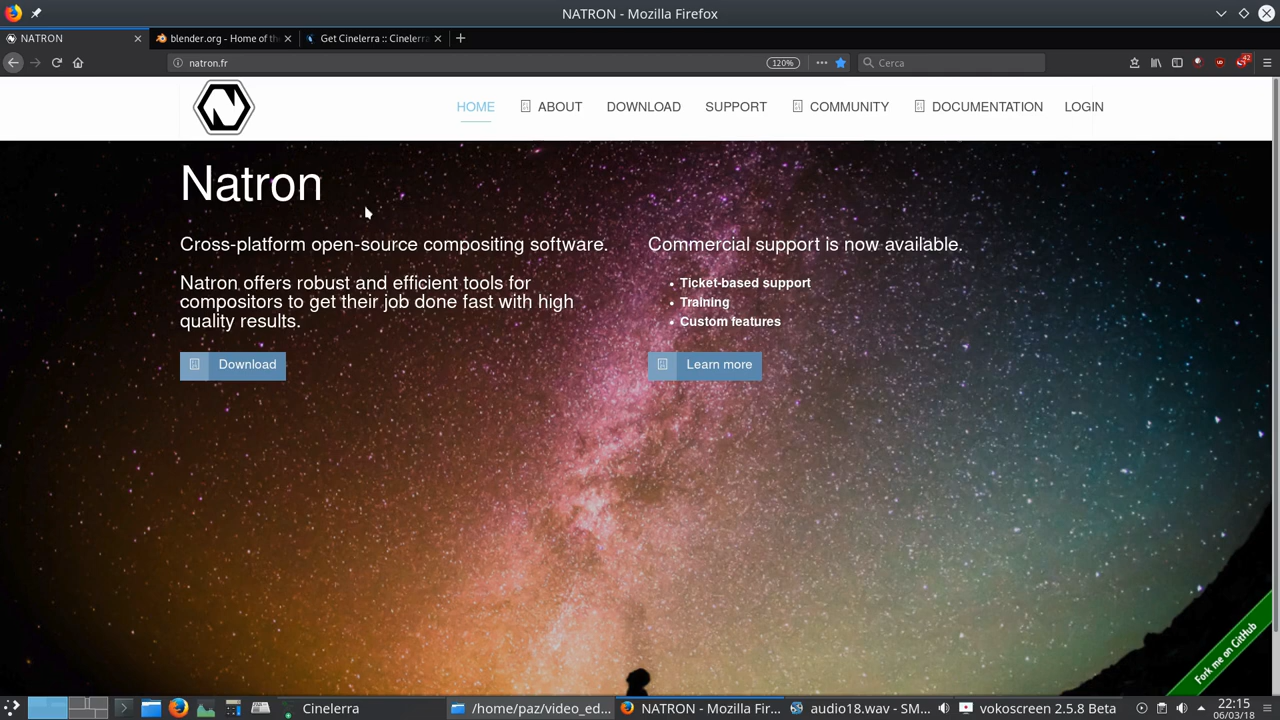 NATRON - Mozilla Firefox
NATRON
blender.org - Home of th
Get Cinelerra :: Cinelerr
natron.fr
120%
Cerca
42
HOME
ABOUT
DOWNLOAD
SUPPORT
COMMUNITY
DOCUMENTATION
LOGIN
Natron
Cross-platform open-source compositing software.
Natron offers robust and efficient tools for
compositors to get their job done fast with high
quality results.
Download
Commercial support is now available.
Ticket-based support
Training
Custom features
Learn more
Fork me on GitHub
Cinelerra
/home/paz/video_ed...
NATRON - Mozilla Fir...
audio18.wav - SM...
vokoscreen 2.5.8 Beta
22:15
06/03/18